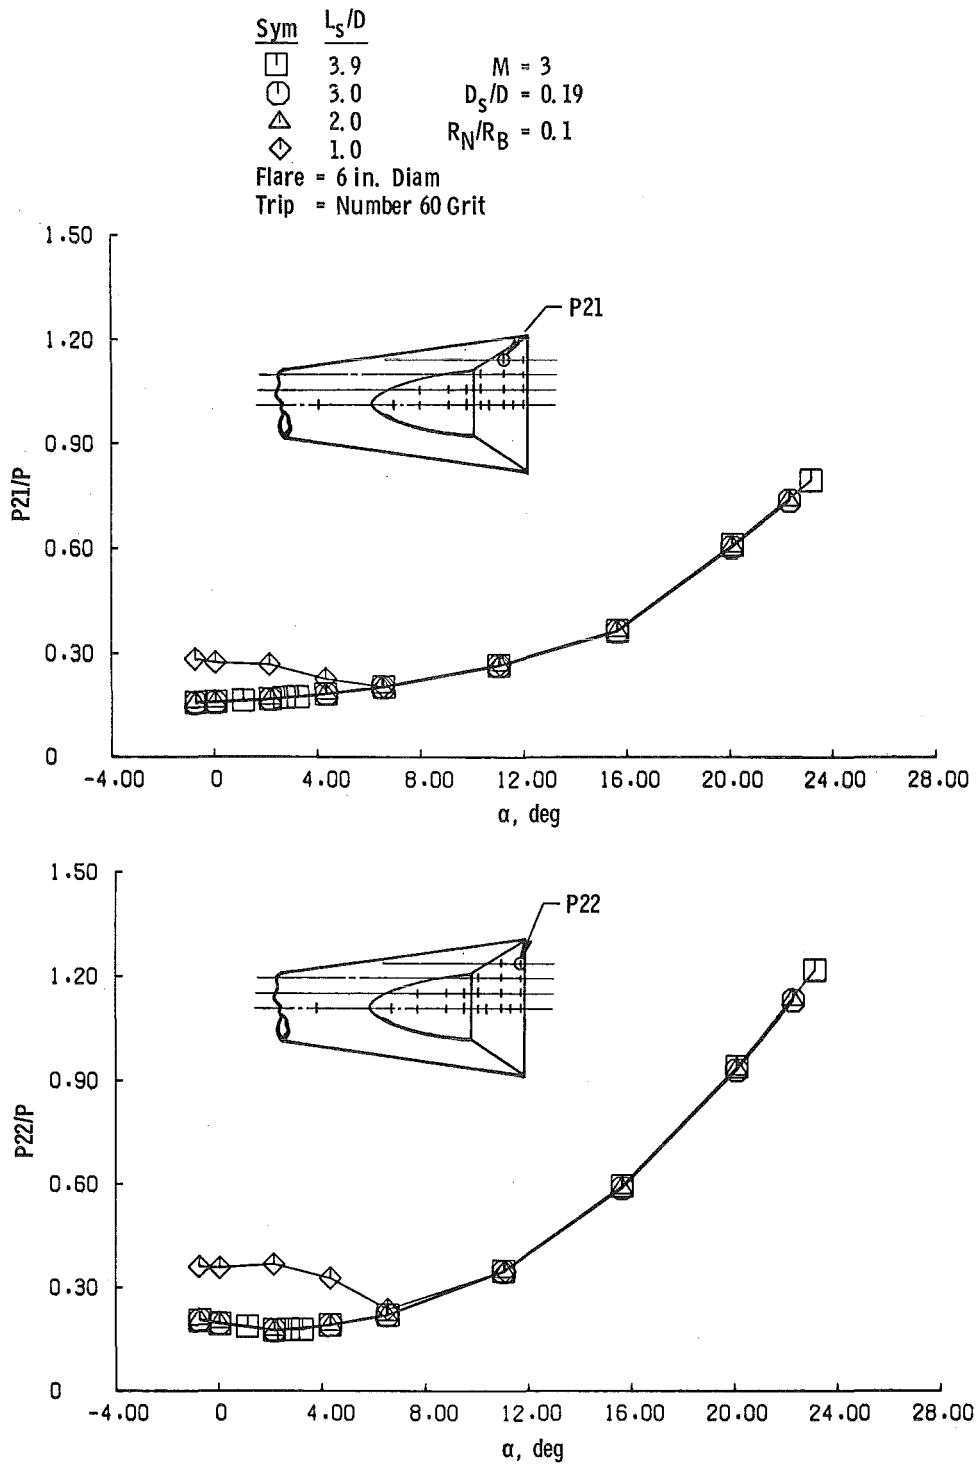 Sym Ls/D
3.9 M = 3
3.0 Ds/D = 0.19
2.0 RN/RB = 0.1
1.0
Flare = 6 in. Diam
Trip = Number 60 Grit
1.50
1.20
0.90
0.60
0.30
0
P21/P
P21
-4.00 0 4.00 8.00 12.00 16.00 20.00 24.00 28.00
α, deg
1.50
1.20
0.90
0.60
0.30
0
P22/P
P22
-4.00 0 4.00 8.00 12.00 16.00 20.00 24.00 28.00
α, deg